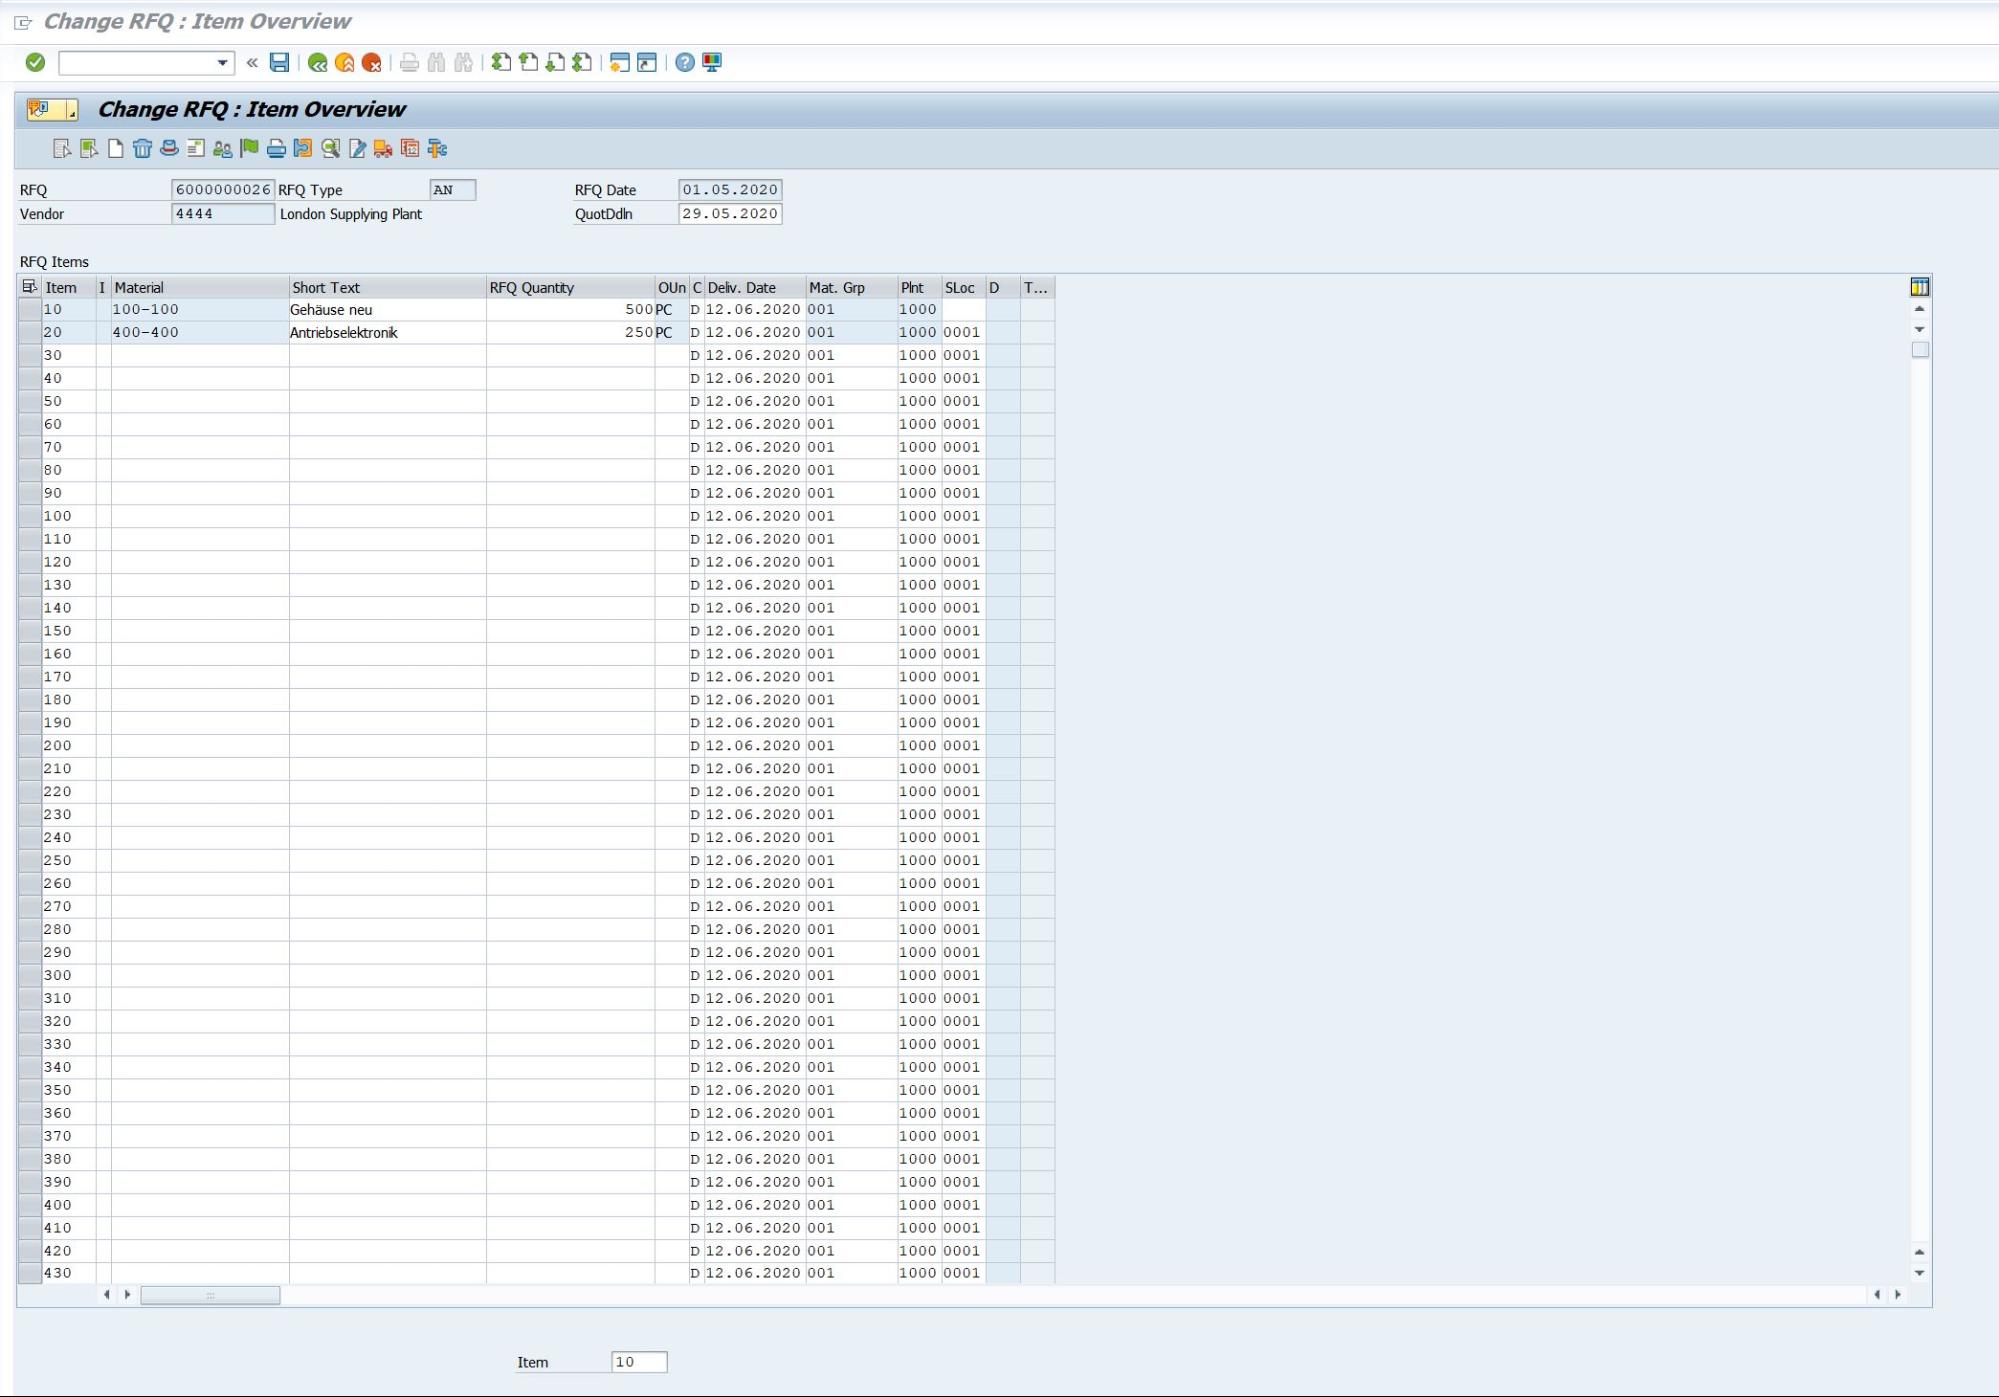 Change RFQ : Item Overview
Change RFQ : Item Overview
RFQ 6000000026 RFQ Type AN RFQ Date 01.05.2020
Vendor 4444 London Supplying Plant QuotDdln 29.05.2020
RFQ Items
Item I Material Short Text RFQ Quantity OUn C Deliv. Date Mat. Grp Plnt SLoc D T...
10 100-100 Gehäuse neu 500 PC D 12.06.2020 001 1000
20 400-400 Antriebselektronik 250 PC D 12.06.2020 001 1000 0001
30 D 12.06.2020 001 1000 0001
40 D 12.06.2020 001 1000 0001
50 D 12.06.2020 001 1000 0001
60 D 12.06.2020 001 1000 0001
70 D 12.06.2020 001 1000 0001
80 D 12.06.2020 001 1000 0001
90 D 12.06.2020 001 1000 0001
100 D 12.06.2020 001 1000 0001
110 D 12.06.2020 001 1000 0001
120 D 12.06.2020 001 1000 0001
130 D 12.06.2020 001 1000 0001
140 D 12.06.2020 001 1000 0001
150 D 12.06.2020 001 1000 0001
160 D 12.06.2020 001 1000 0001
170 D 12.06.2020 001 1000 0001
180 D 12.06.2020 001 1000 0001
190 D 12.06.2020 001 1000 0001
200 D 12.06.2020 001 1000 0001
210 D 12.06.2020 001 1000 0001
220 D 12.06.2020 001 1000 0001
230 D 12.06.2020 001 1000 0001
240 D 12.06.2020 001 1000 0001
250 D 12.06.2020 001 1000 0001
260 D 12.06.2020 001 1000 0001
270 D 12.06.2020 001 1000 0001
280 D 12.06.2020 001 1000 0001
290 D 12.06.2020 001 1000 0001
300 D 12.06.2020 001 1000 0001
310 D 12.06.2020 001 1000 0001
320 D 12.06.2020 001 1000 0001
330 D 12.06.2020 001 1000 0001
340 D 12.06.2020 001 1000 0001
350 D 12.06.2020 001 1000 0001
360 D 12.06.2020 001 1000 0001
370 D 12.06.2020 001 1000 0001
380 D 12.06.2020 001 1000 0001
390 D 12.06.2020 001 1000 0001
400 D 12.06.2020 001 1000 0001
410 D 12.06.2020 001 1000 0001
420 D 12.06.2020 001 1000 0001
430 D 12.06.2020 001 1000 0001
Item 10